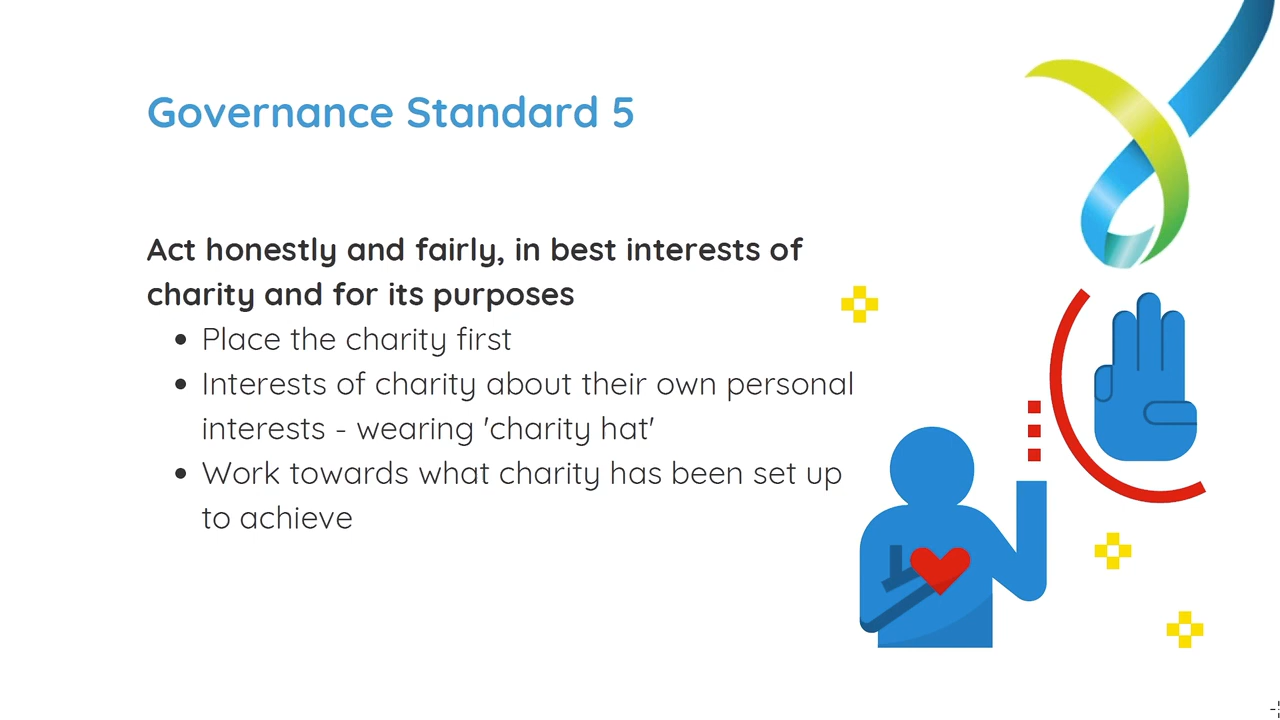 Governance Standard 5
Act honestly and fairly, in best interests of
charity and for its purposes
• Place the charity first
• Interests of charity about their own personal
interests - wearing 'charity hat'
• Work towards what charity has been set up
to achieve